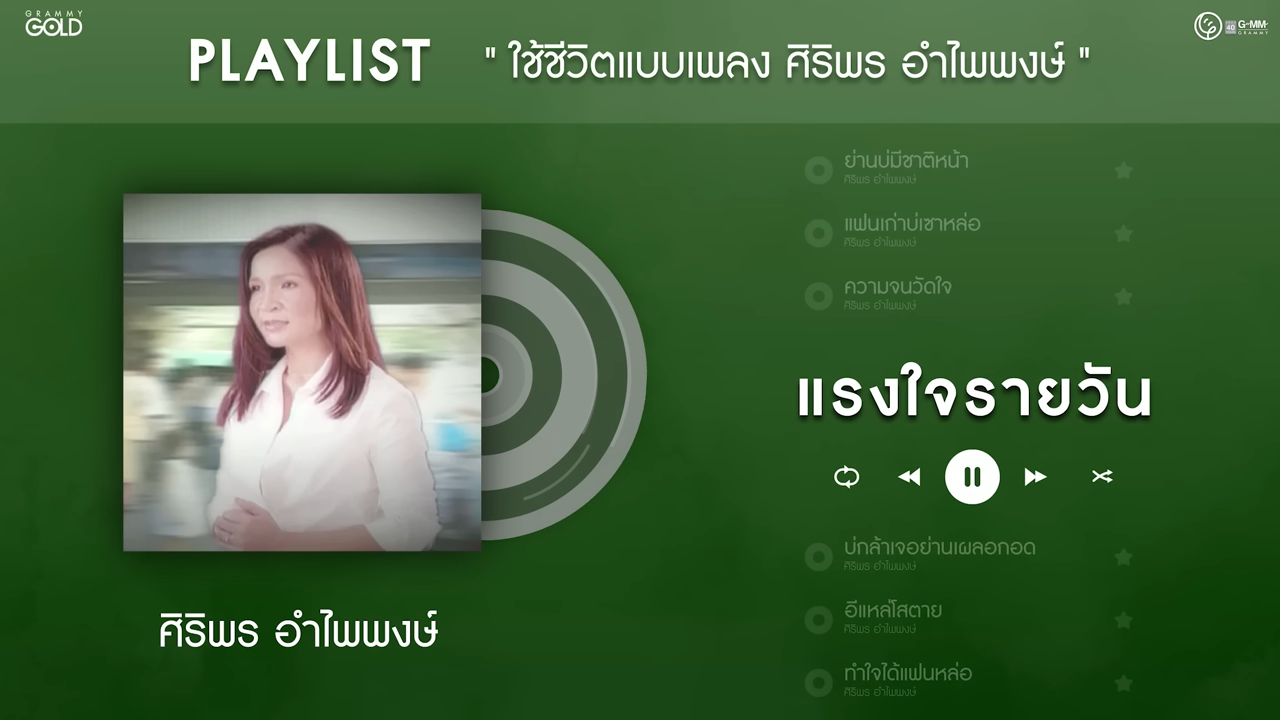 GRAMMY
GOLD
PLAYLIST " ใช้ชีวิตแบบเพลง ศิริพร อำไพพงษ์ "
G-MM-
GRAMMY
40
ย่านบ่มีชาติหน้า
ศิริพร อำไพพงษ์
แฟนเก่าบ่เซาหล่อ
ศิริพร อำไพพงษ์
ความจนวัดใจ
ศิริพร อำไพพงษ์
แรงใจรายวัน
บ่กล้าเจอย่านเผลอกอด
ศิริพร อำไพพงษ์
อีแหล่โสตาย
ศิริพร อำไพพงษ์
ทำใจได้แฟนหล่อ
ศิริพร อำไพพงษ์
ศิริพร อำไพพงษ์